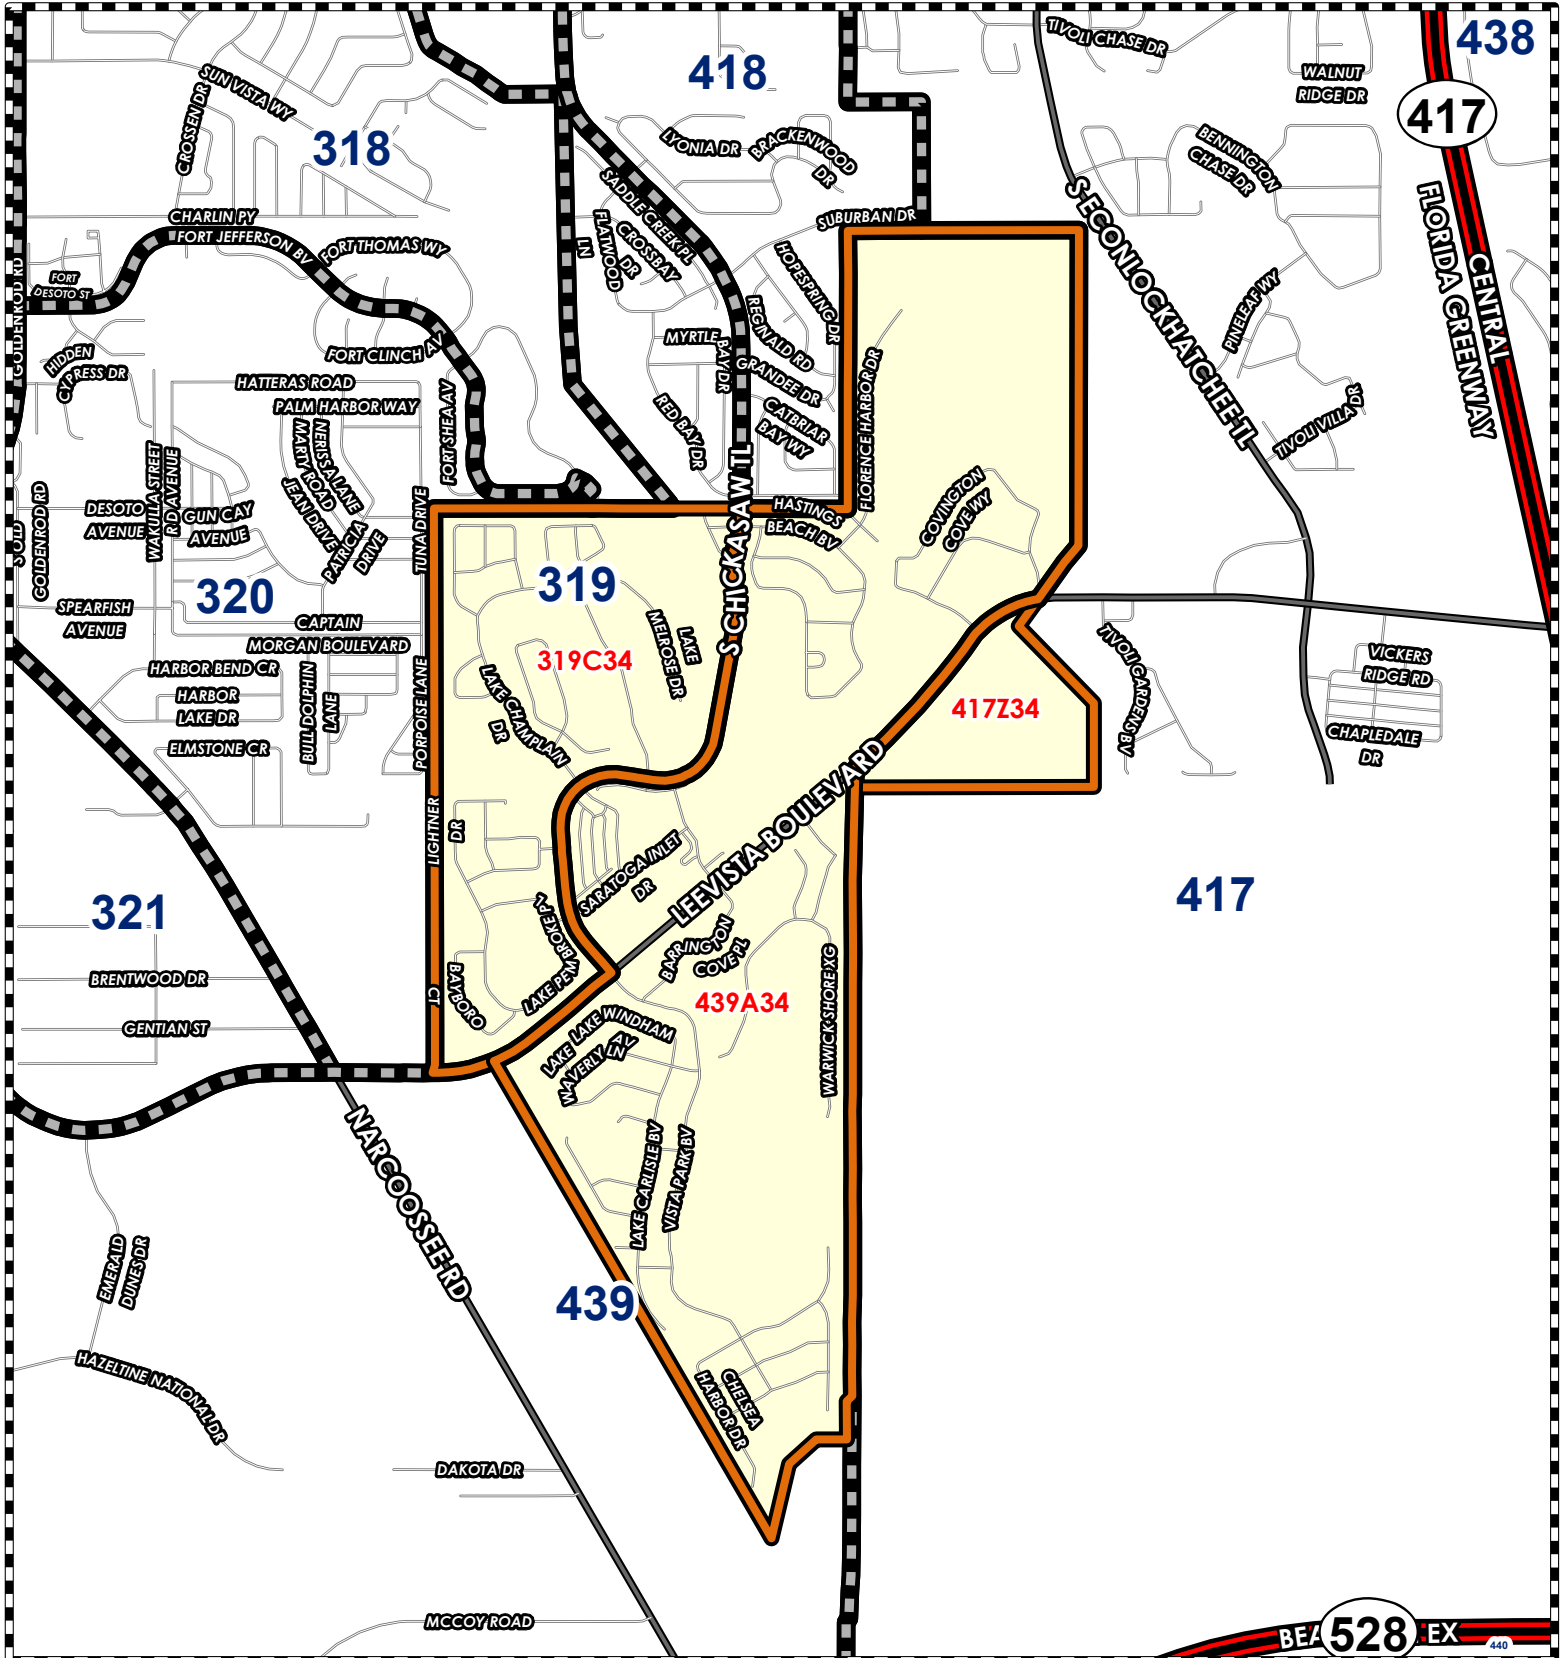 TIVOLI CHASE DR
438
418
WALNUT
RIDGE DR
417
SUN VISTA WY
CROSSEN DR
318
LYONIA DR
BRACKENWOOD
DR
BENNINGTON
CHASE DR
SADDLE CREEK PL
CHARLIN PY
FORT JEFFERSON BV
FORT THOMAS WY
FLATWOOD
LN
CROSSBAY
DR
SUBURBAN DR
S ECONLOCKHATCHEE TL
CENTRAL
FLORIDA GREENWAY
FORT
DESOTO ST
HOPESPRING DR
PINELEAF WY
GOLDENROD RD
HIDDEN
CYPRESS DR
FORT CLINCH AV
MYRTLE
BAY DR
REGINALD RD
GRANDEE DR
FLORENCE HARBOR DR
HATTERAS ROAD
PALM HARBOR WAY
FORT SHEA AV
RED BAY DR
CATBRIAR
BAY WY
TIVOLI VILLA DR
WAKULLA STREET
RD AVENUE
MARTY ROAD
NERISSA LANE
JEAN DRIVE
PATRICIA
DRIVE
S CHICKASAW TL
COVINGTON
COVE WY
S OLD
GOLDENROD RD
DESOTO
AVENUE
GUN CAY
AVENUE
TUNA DRIVE
HASTINGS
BEACH BV
320
319
SPEARFISH
AVENUE
CAPTAIN
MORGAN BOULEVARD
LAKE
MELROSE DR
319C34
HARBOR BEND CR
HARBOR
LAKE DR
BULL DOLPHIN
LANE
PORPOISE LANE
LAKE CHAMPLAIN
DR
417Z34
TIVOLI GARDENS BV
VICKERS
RIDGE RD
CHAPLEDALE
DR
ELMSTONE CR
LIGHTNER
CT
DR
BAYBORO
SARATOGA INLET
DR
LEEVISTA BOULEVARD
321
417
LAKE PEMBROKE PL
BARRINGTON
COVE PL
BRENTWOOD DR
GENTIAN ST
439A34
LAKE WINDHAM
AV
LAKE
WAVERLY
LN
WARWICK SHORE XG
NARCOOSSEE RD
LAKE CARLISLE BV
VISTA PARK BV
EMERALD
DUNES DR
439
HAZELTINE NATIONAL DR
CHELSEA
HARBOR DR
DAKOTA DR
MCCOY ROAD
BEA
528
EX
440